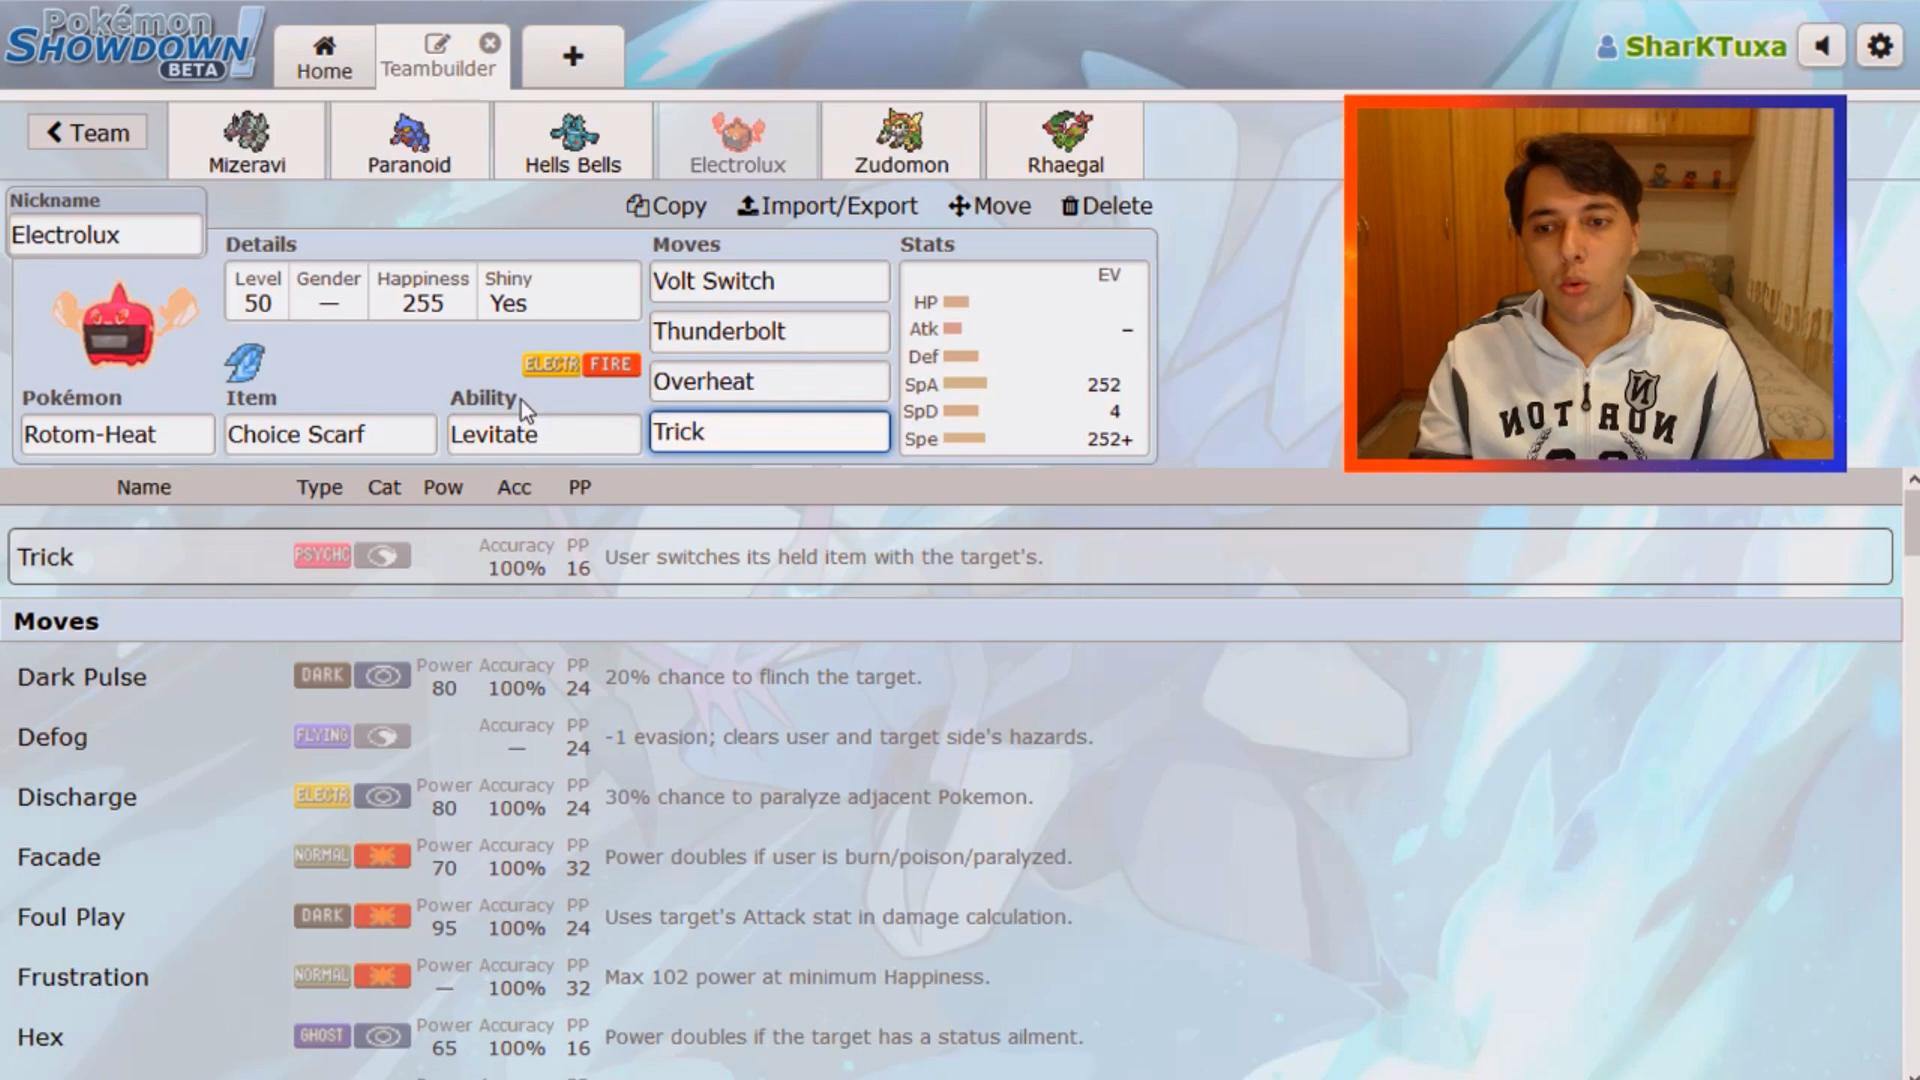 Pokémon
SHOWDOWN!
BETA
Home
Teambuilder
+
SharKTuxa
Team
Mizeravi
Paranoid
Hells Bells
Electrolux
Zudomon
Rhaegal
Copy
Import/Export
Move
Delete
Nickname
Electrolux
Details
Level
50
Gender
—
Happiness
255
Shiny
Yes
ELECTR FIRE
Pokémon
Rotom-Heat
Item
Choice Scarf
Ability
Levitate
Moves
Volt Switch
Thunderbolt
Overheat
Trick
Stats
EV
HP
Atk –
Def
SpA 252
SpD 4
Spe 252+
Name Type Cat Pow Acc PP
Trick PSYCHC Accuracy 100% PP 16 User switches its held item with the target's.
Moves
Dark Pulse DARK Power 80 Accuracy 100% PP 24 20% chance to flinch the target.
Defog FLYING Accuracy — PP 24 -1 evasion; clears user and target side's hazards.
Discharge ELECTR Power 80 Accuracy 100% PP 24 30% chance to paralyze adjacent Pokemon.
Facade NORMAL Power 70 Accuracy 100% PP 32 Power doubles if user is burn/poison/paralyzed.
Foul Play DARK Power 95 Accuracy 100% PP 24 Uses target's Attack stat in damage calculation.
Frustration NORMAL Power — Accuracy 100% PP 32 Max 102 power at minimum Happiness.
Hex GHOST Power 65 Accuracy 100% PP 16 Power doubles if the target has a status ailment.